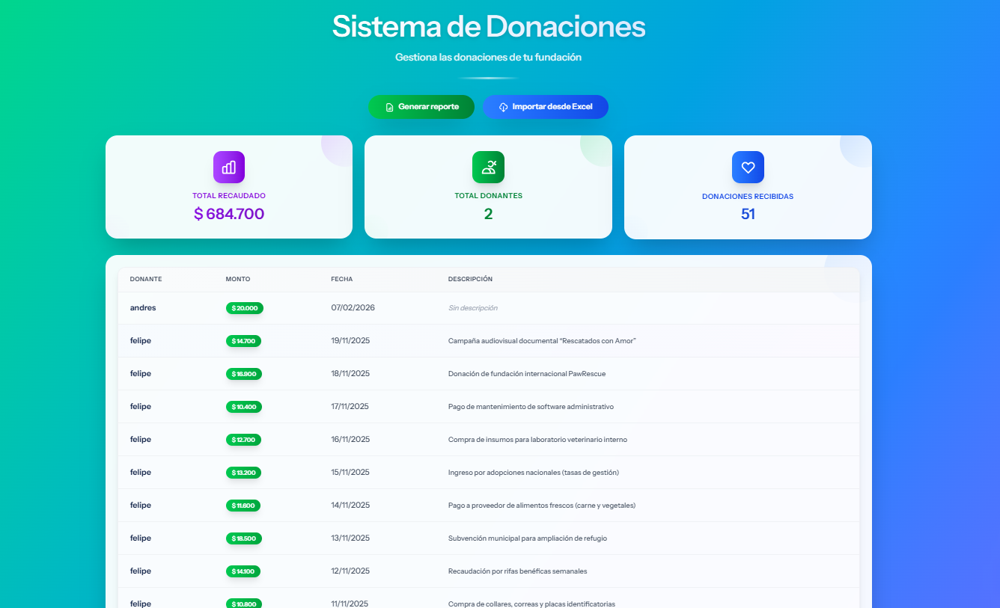 Sistema de Donaciones
Gestiona las donaciones de tu fundación
Generar reporte Importar desde Excel
TOTAL RECAUDADO
$ 684.700
TOTAL DONANTES
2
DONACIONES RECIBIDAS
51
DONANTE MONTO FECHA DESCRIPCIÓN
andres $ 20.000 07/02/2026 Sin descripción
felipe $ 14.700 19/11/2025 Campaña audiovisual documental “Rescatados con Amor”
felipe $ 16.900 18/11/2025 Donación de fundación internacional PawRescue
felipe $ 10.400 17/11/2025 Pago de mantenimiento de software administrativo
felipe $ 12.700 16/11/2025 Compra de insumos para laboratorio veterinario interno
felipe $ 13.200 15/11/2025 Ingreso por adopciones nacionales (tasas de gestión)
felipe $ 11.600 14/11/2025 Pago a proveedor de alimentos frescos (carne y vegetales)
felipe $ 18.500 13/11/2025 Subvención municipal para ampliación de refugio
felipe $ 14.100 12/11/2025 Recaudación por rifas benéficas semanales
felipe $ 10.800 11/11/2025 Compra de collares, correas y placas identificatorias